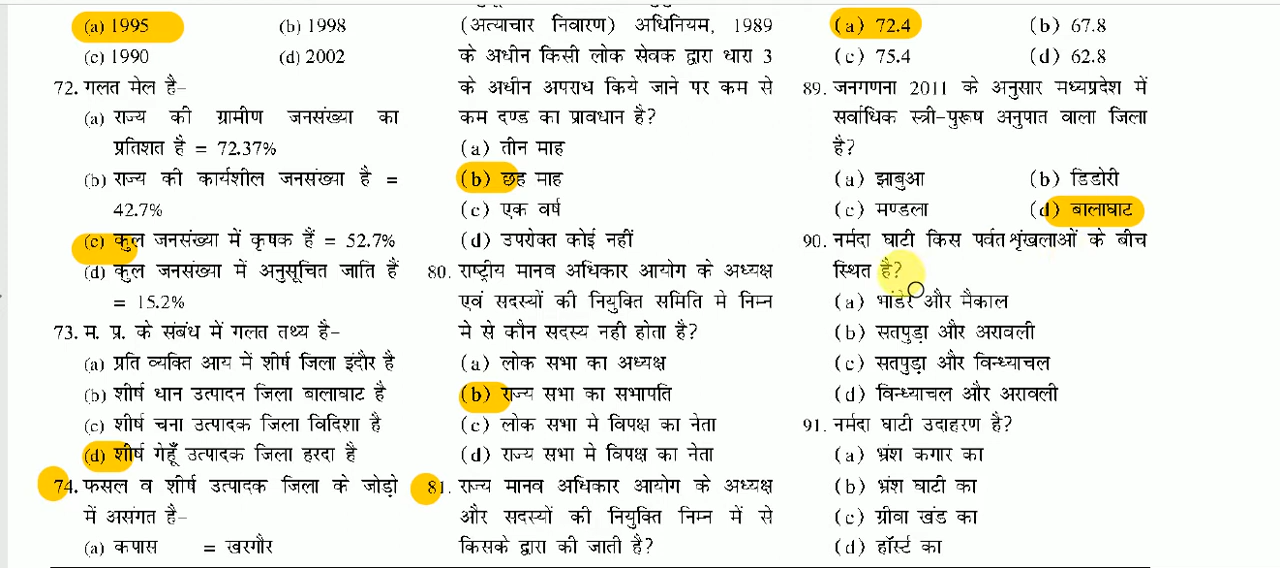 (a) 1995 (b) 1998
(c) 1990 (d) 2002
72. गलत मेल है–
(a) राज्य की ग्रामीण जनसंख्या का
प्रतिशत है = 72.37%
(b) राज्य की कार्यशील जनसंख्या है =
42.7%
(c) कुल जनसंख्या में कृषक हैं = 52.7%
(d) कुल जनसंख्या में अनुसूचित जाति हैं
= 15.2%
73. म. प्र. के संबंध में गलत तथ्य है–
(a) प्रति व्यक्ति आय में शीर्ष जिला इंदौर है
(b) शीर्ष धान उत्पादन जिला बालाघाट है
(c) शीर्ष चना उत्पादक जिला विदिशा है
(d) शीर्ष गेहूँ उत्पादक जिला हरदा है
74. फसल व शीर्ष उत्पादक जिला के जोड़ो
में असंगत है–
(a) कपास = खरगौर
(अत्याचार निवारण) अधिनियम, 1989
के अधीन किसी लोक सेवक द्वारा धारा 3
के अधीन अपराध किये जाने पर कम से
कम दण्ड का प्रावधान है?
(a) तीन माह
(b) छह माह
(c) एक वर्ष
(d) उपरोक्त कोई नहीं
80. राष्ट्रीय मानव अधिकार आयोग के अध्यक्ष
एवं सदस्यों की नियुक्ति समिति मे निम्न
मे से कौन सदस्य नही होता है?
(a) लोक सभा का अध्यक्ष
(b) राज्य सभा का सभापति
(c) लोक सभा मे विपक्ष का नेता
(d) राज्य सभा मे विपक्ष का नेता
81. राज्य मानव अधिकार आयोग के अध्यक्ष
और सदस्यों की नियुक्ति निम्न में से
किसके द्वारा की जाती है?
(a) 72.4 (b) 67.8
(c) 75.4 (d) 62.8
89. जनगणना 2011 के अनुसार मध्यप्रदेश में
सर्वाधिक स्त्री-पुरूष अनुपात वाला जिला
है?
(a) झाबुआ (b) डिडोरी
(c) मण्डला (d) बालाघाट
90. नर्मदा घाटी किस पर्वत श्रृंखलाओं के बीच
स्थित है?
(a) भांडेर और मैकाल
(b) सतपुड़ा और अरावली
(c) सतपुड़ा और विन्ध्याचल
(d) विन्ध्याचल और अरावली
91. नर्मदा घाटी उदाहरण है?
(a) भ्रंश कगार का
(b) भ्रंश घाटी का
(c) ग्रीवा खंड का
(d) हॉर्स्ट का